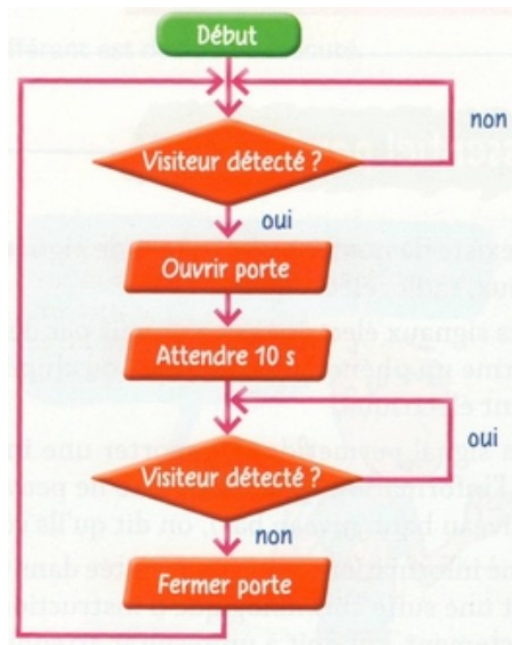 Début
non
Visiteur détecté ?
oui
Ouvrir porte
Attendre 10 s
oui
Visiteur détecté ?
non
Fermer porte